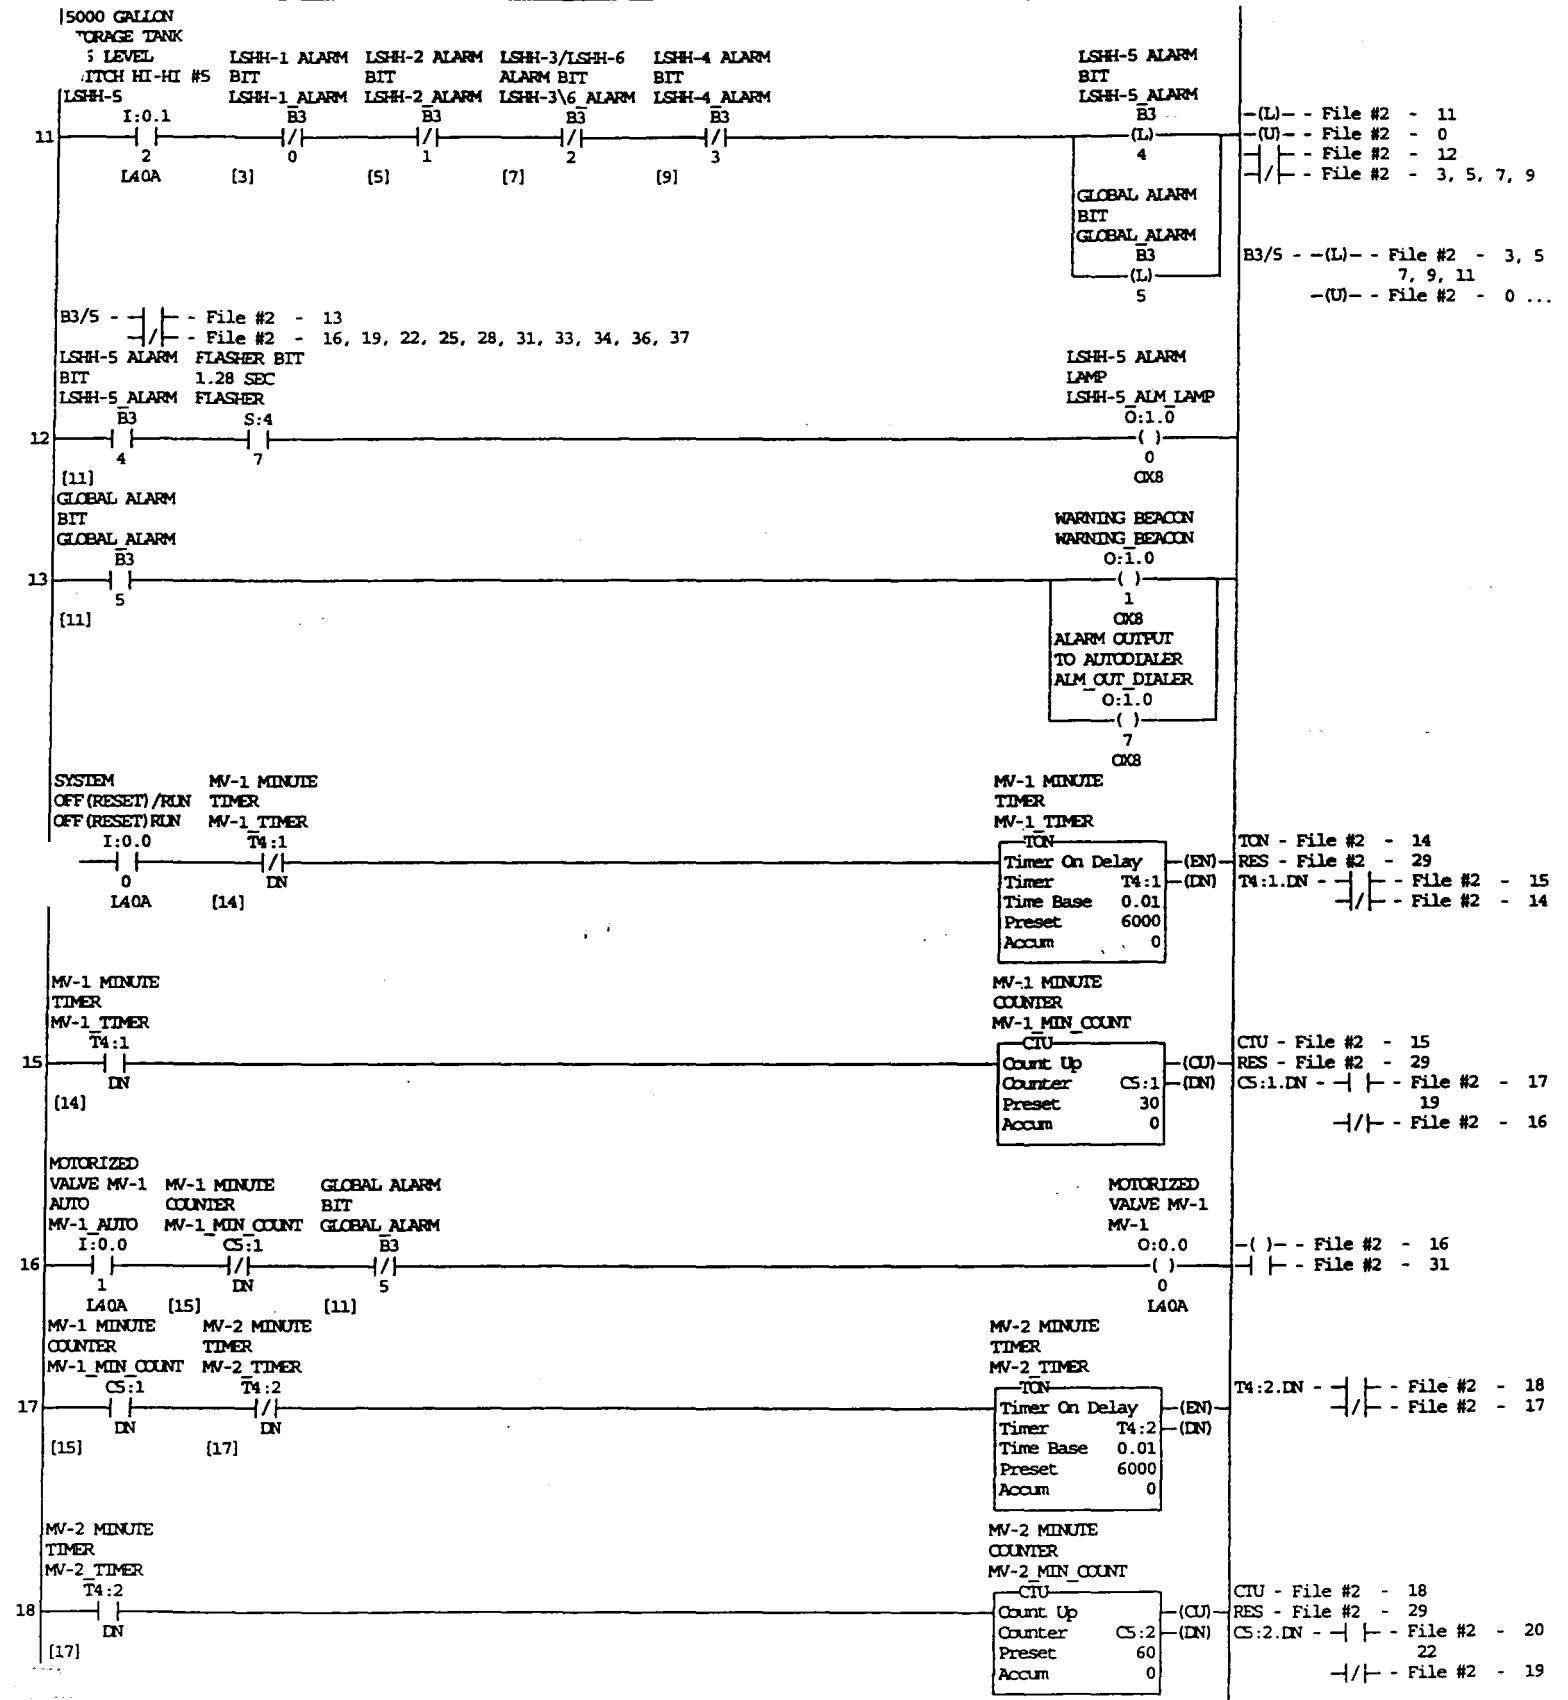 5000 GALLON
TORAGE TANK
S LEVEL LSHH-1 ALARM LSHH-2 ALARM LSHH-3/LSHH-6 LSHH-4 ALARM LSHH-5 ALARM
ITCH HI-HI #5 BIT BIT ALARM BIT BIT BIT
LSHH-5 LSHH-1_ALARM LSHH-2_ALARM LSHH-3\6_ALARM LSHH-4_ALARM LSHH-5_ALARM
I:0.1 B3 B3 B3 B3 B3 -(L)- - File #2 - 11
11 (L) -(U)- - File #2 - 0
2 0 1 2 3 4 -| |- - File #2 - 12
L40A [3] [5] [7] [9] -|/|- - File #2 - 3, 5, 7, 9
GLOBAL ALARM
BIT
GLOBAL_ALARM
B3 B3/5 - -(L)- - File #2 - 3, 5
(L) 7, 9, 11
5 -(U)- - File #2 - 0 ...
B3/5 - -| |- - File #2 - 13
-|/|- - File #2 - 16, 19, 22, 25, 28, 31, 33, 34, 36, 37
LSHH-5 ALARM FLASHER BIT LSHH-5 ALARM
BIT 1.28 SEC LAMP
LSHH-5_ALARM FLASHER LSHH-5_ALM_LAMP
B3 S:4 O:1.0
12 ( )
4 7 0
[11] OX8
GLOBAL ALARM
BIT WARNING BEACON
GLOBAL_ALARM WARNING_BEACON
B3 O:1.0
13 ( )
5 1
[11] OX8
ALARM OUTPUT
TO AUTODIALER
ALM_OUT_DIALER
O:1.0
( )
7
OX8
SYSTEM MV-1 MINUTE MV-1 MINUTE
OFF(RESET)/RUN TIMER TIMER
OFF(RESET)RUN MV-1_TIMER MV-1_TIMER
I:0.0 T4:1 TON TON - File #2 - 14
Timer On Delay (EN) RES - File #2 - 29
0 DN Timer T4:1 (DN) T4:1.DN - -| |- - File #2 - 15
L40A [14] Time Base 0.01 -|/|- - File #2 - 14
Preset 6000
Accum 0
MV-1 MINUTE MV-1 MINUTE
TIMER COUNTER
MV-1_TIMER MV-1_MIN_COUNT
T4:1 CTU CTU - File #2 - 15
15 Count Up (CU) RES - File #2 - 29
DN Counter C5:1 (DN) C5:1.DN - -| |- - File #2 - 17
[14] Preset 30 19
Accum 0 -|/|- - File #2 - 16
MOTORIZED MOTORIZED
VALVE MV-1 MV-1 MINUTE GLOBAL ALARM VALVE MV-1
AUTO COUNTER BIT MV-1
MV-1_AUTO MV-1_MIN_COUNT GLOBAL_ALARM
I:0.0 C5:1 B3 O:0.0 -( )- - File #2 - 16
16 ( ) -| |- - File #2 - 31
1 DN 5 0
L40A [15] [11] L40A
MV-1 MINUTE MV-2 MINUTE MV-2 MINUTE
COUNTER TIMER TIMER
MV-1_MIN_COUNT MV-2_TIMER MV-2_TIMER
C5:1 T4:2 TON T4:2.DN - -| |- - File #2 - 18
17 Timer On Delay (EN) -|/|- - File #2 - 17
DN DN Timer T4:2 (DN)
[15] [17] Time Base 0.01
Preset 6000
Accum 0
MV-2 MINUTE MV-2 MINUTE
TIMER COUNTER
MV-2_TIMER MV-2_MIN_COUNT
T4:2 CTU CTU - File #2 - 18
18 Count Up (CU) RES - File #2 - 29
DN Counter C5:2 (DN) C5:2.DN - -| |- - File #2 - 20
[17] Preset 60 22
Accum 0 -|/|- - File #2 - 19